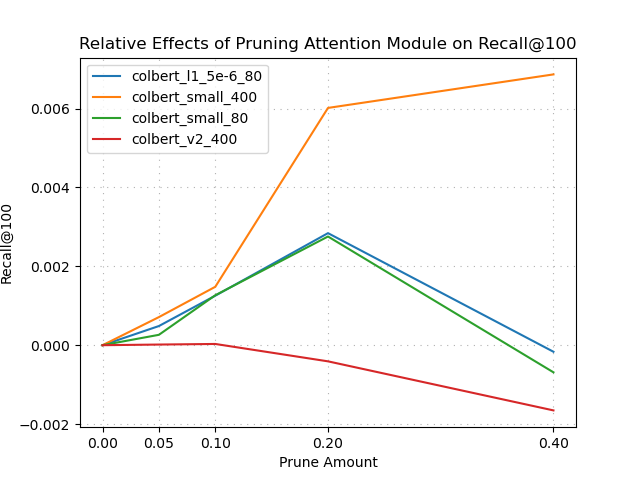 Relative Effects of Pruning Attention Module on Recall@100
colbert_l1_5e-6_80
colbert_small_400
colbert_small_80
colbert_v2_400
Recall@100
0.006
0.004
0.002
0.000
−0.002
0.00 0.05 0.10 0.20 0.40
Prune Amount